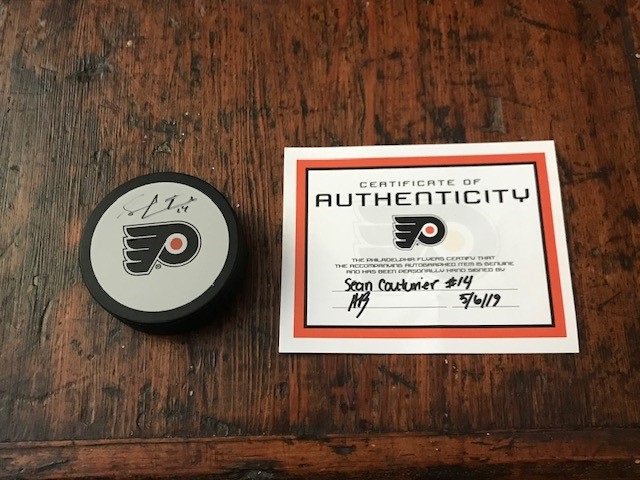 14
CERTIFICATE OF
AUTHENTICITY
THE PHILADELPHIA FLYERS CERTIFY THAT
THE ACCOMPANYING AUTOGRAPHED ITEM IS GENUINE
AND HAS BEEN PERSONALLY HAND SIGNED BY
Sean Couturier #14
5/6/19